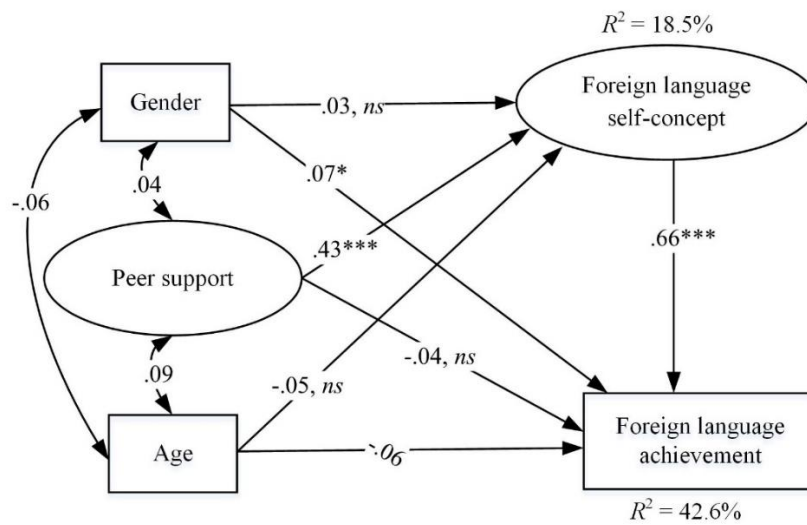 R² = 18.5%
Gender
.03, ns
Foreign language
self-concept
.07*
.04
-.06
.66***
.43***
Peer support
-.04, ns
.09
-.05, ns
Age
-.06
Foreign language
achievement
R² = 42.6%